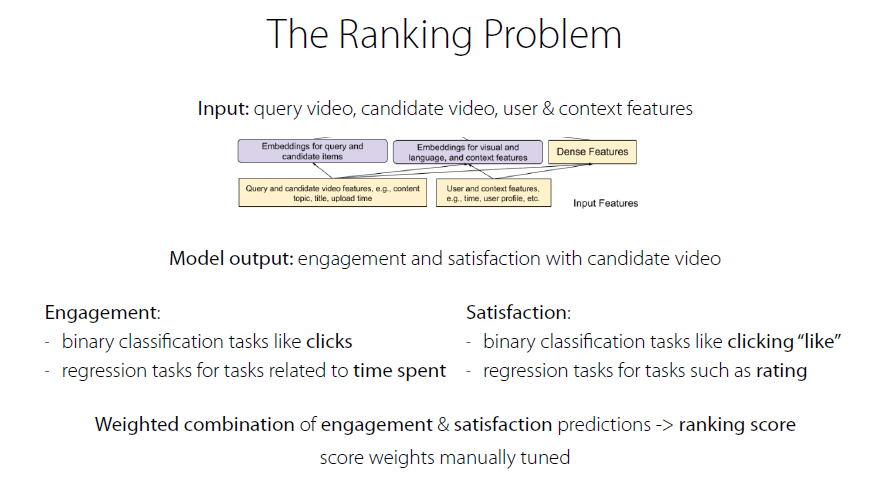 The Ranking Problem
Input: query video, candidate video, user & context features
Embeddings for query and
candidate items
Embeddings for visual and
language, and context features
Dense Features
Query and candidate video features, e.g., content
topic, title, upload time
User and context features,
e.g., time, user profile, etc.
Input Features
Model output: engagement and satisfaction with candidate video
Engagement:
- binary classification tasks like clicks
- regression tasks for tasks related to time spent
Satisfaction:
- binary classification tasks like clicking “like”
- regression tasks for tasks such as rating
Weighted combination of engagement & satisfaction predictions -> ranking score
score weights manually tuned